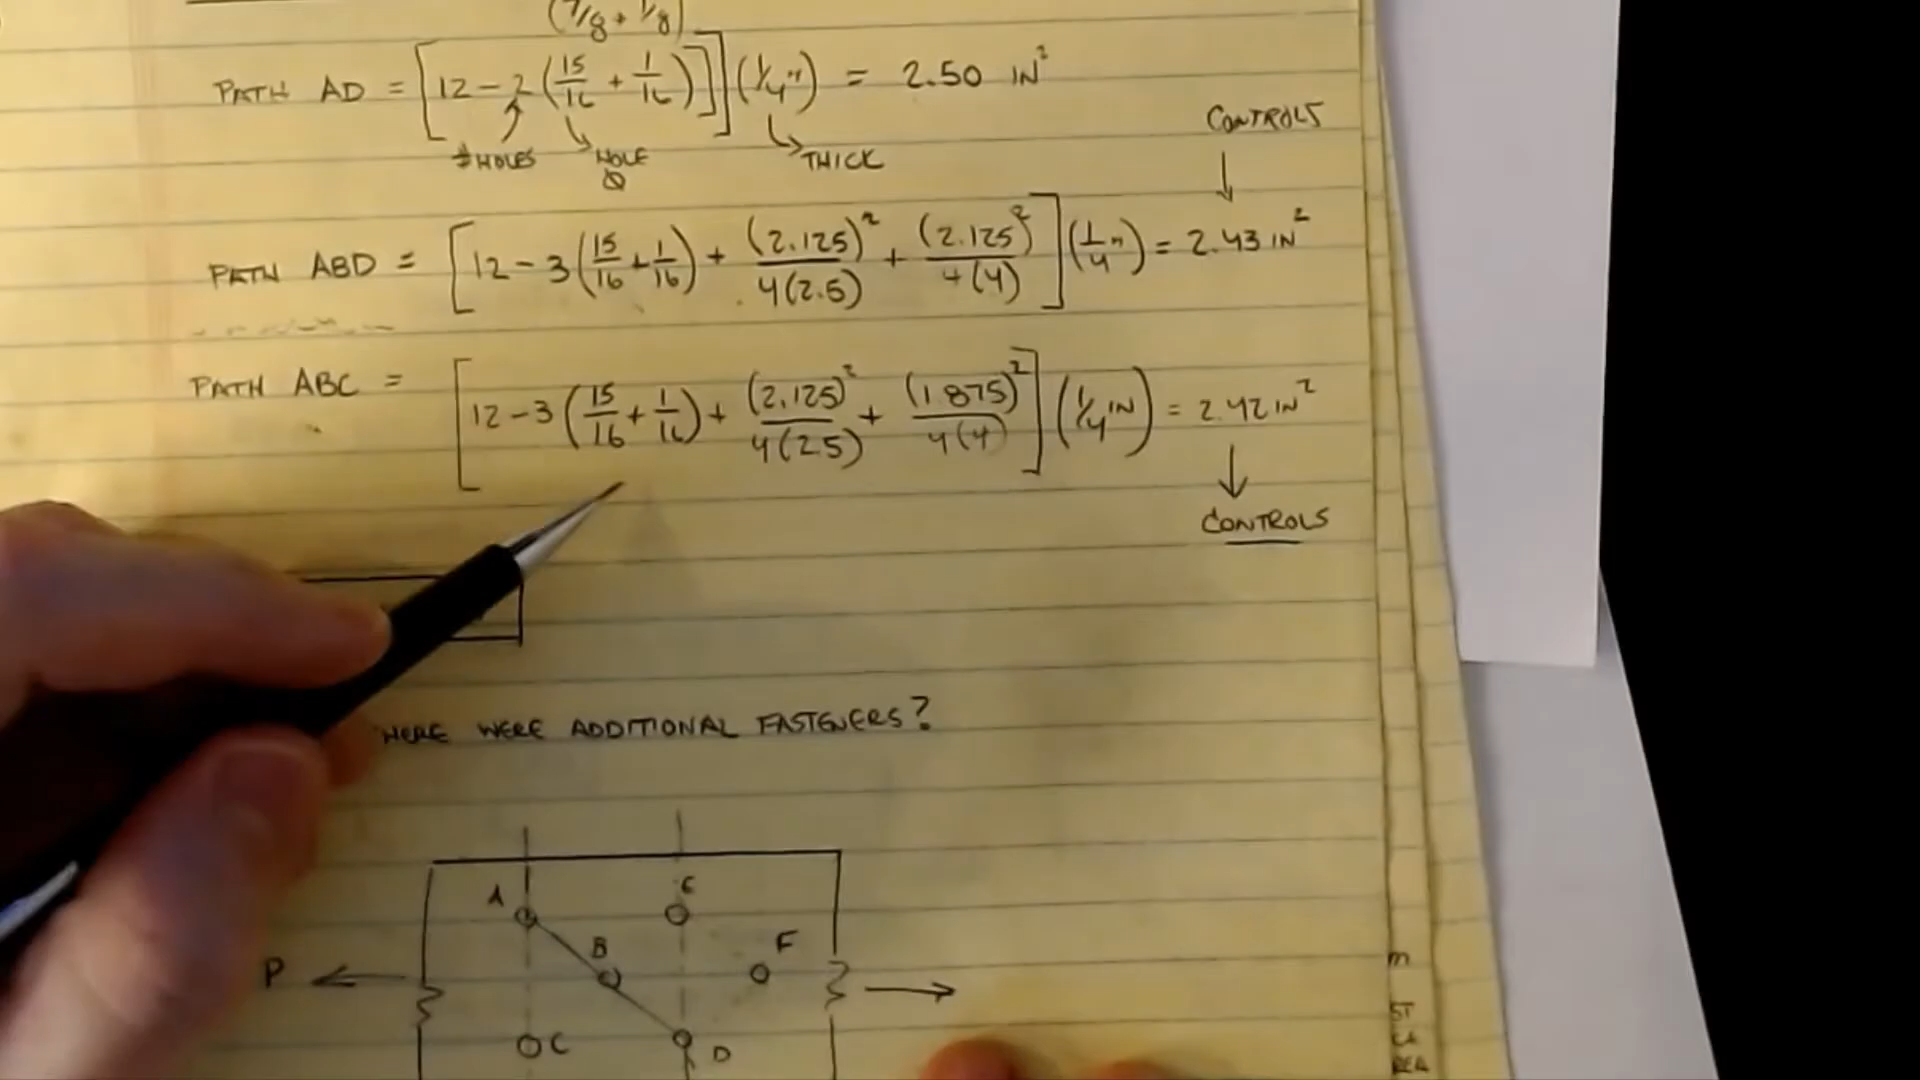 (7/8 + 1/8)
PATH AD = [12 - 2 (15/16 + 1/16)] (1/4") = 2.50 IN²
# HOLES HOLE Ø THICK
CONTROLS
PATH ABD = [12 - 3 (15/16 + 1/16) + (2.125)²/4(2.5) + (2.125)²/4(4)] (1/4") = 2.43 IN²
PATH ABC = [12 - 3 (15/16 + 1/16) + (2.125)²/4(2.5) + (1.875)²/4(4)] (1/4 IN) = 2.42 IN²
CONTROLS
HERE WERE ADDITIONAL FASTENERS?
A E
B F
P
C D
m
ST